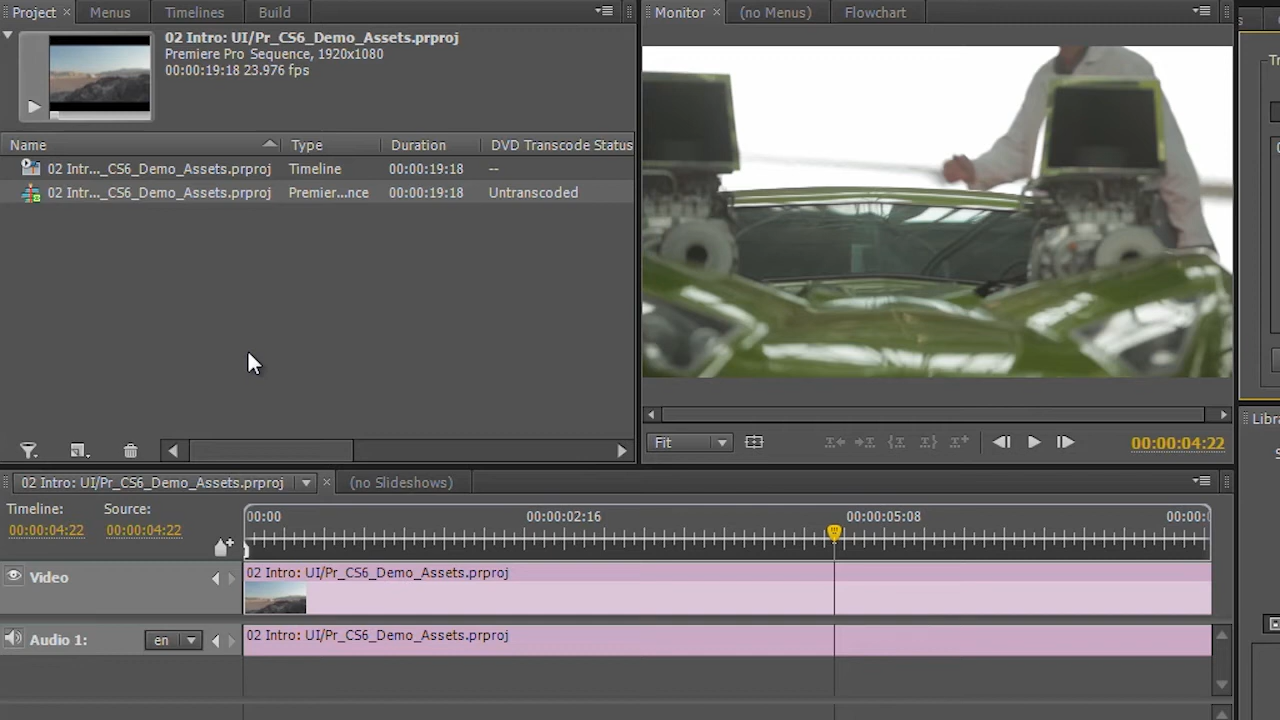 Project × Menus Timelines Build
02 Intro: UI/Pr_CS6_Demo_Assets.prproj
Premiere Pro Sequence, 1920x1080
00:00:19:18 23.976 fps
Name Type Duration DVD Transcode Status
02 Intr..._CS6_Demo_Assets.prproj Timeline 00:00:19:18 --
02 Intr..._CS6_Demo_Assets.prproj Premier...nce 00:00:19:18 Untranscoded
Monitor × (no Menus) Flowchart
Fit 00:00:04:22
Libra
02 Intro: UI/Pr_CS6_Demo_Assets.prproj × (no Slideshows)
Timeline: Source:
00:00:04:22 00:00:04:22
00:00 00:00:02:16 00:00:05:08 00:00:
Video 02 Intro: UI/Pr_CS6_Demo_Assets.prproj
Audio 1: en 02 Intro: UI/Pr_CS6_Demo_Assets.prproj